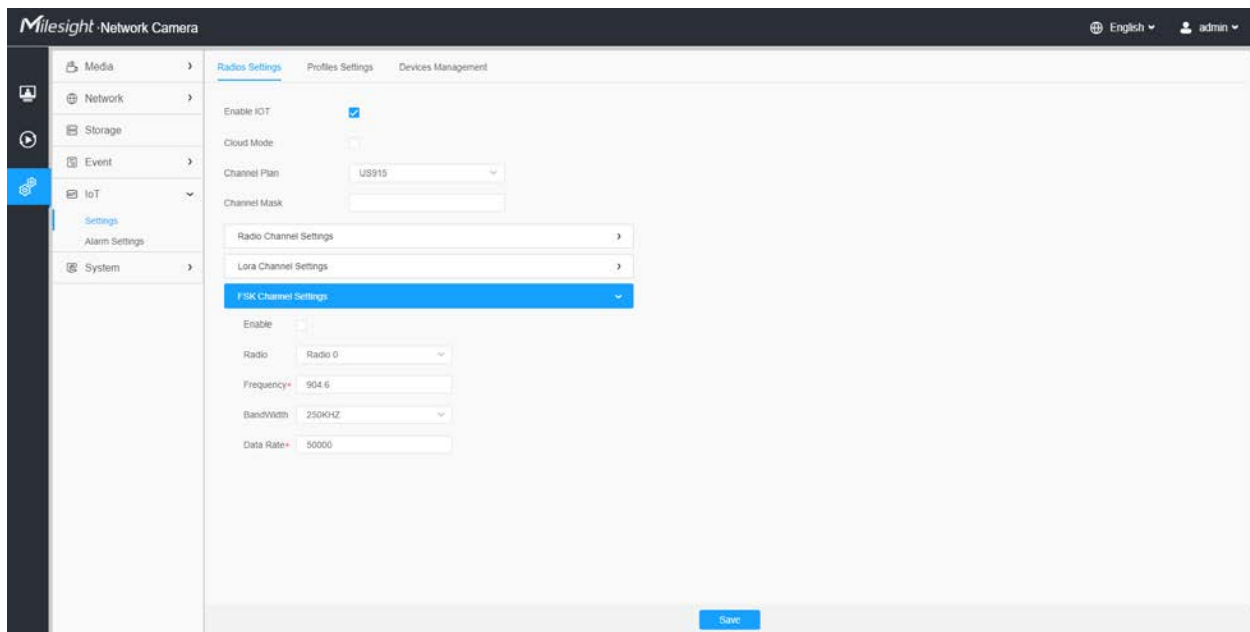 Milesight Network Camera
English
admin
Media
Network
Storage
Event
IoT
Settings
Alarm Settings
System
Radios Settings Profiles Settings Devices Management
Enable IOT
Cloud Mode
Channel Plan US915
Channel Mask
Radio Channel Settings
Lora Channel Settings
FSK Channel Settings
Enable
Radio Radio 0
Frequency* 904.6
BandWidth 250KHZ
Data Rate* 50000
Save